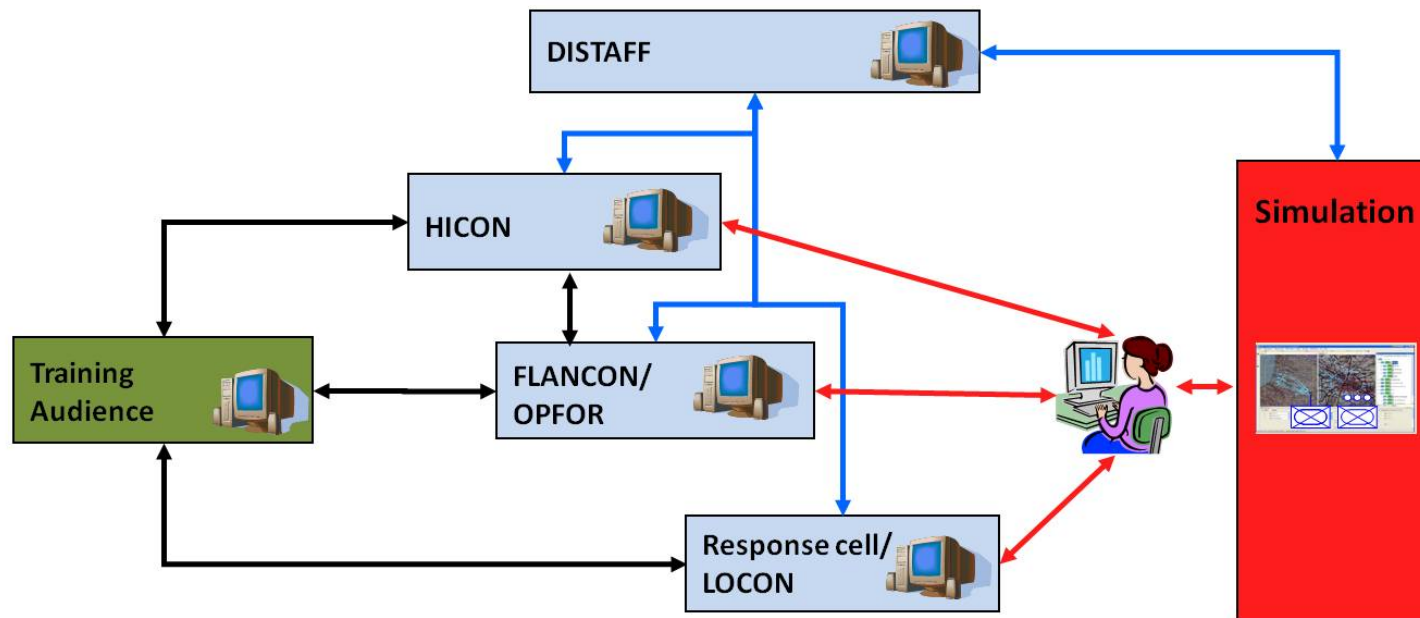 DISTAFF
HICON
Simulation
Training
Audience
FLANCON/
OPFOR
Response cell/
LOCON